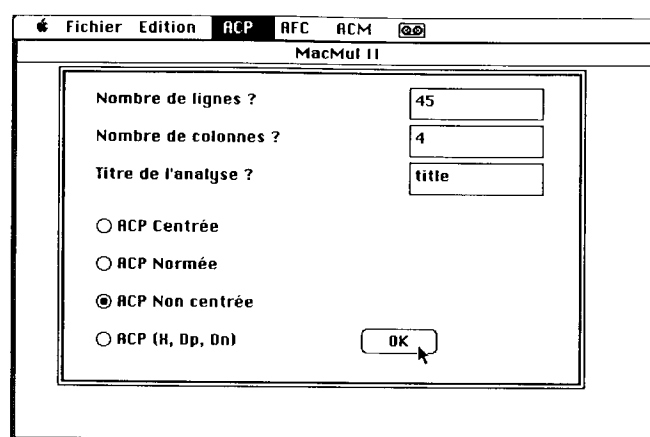 Fichier Edition ACP AFC ACM
MacMul II
Nombre de lignes ? 45
Nombre de colonnes ? 4
Titre de l'analyse ? title
ACP Centrée
ACP Normée
ACP Non centrée
ACP (X, Dp, Dn)
OK